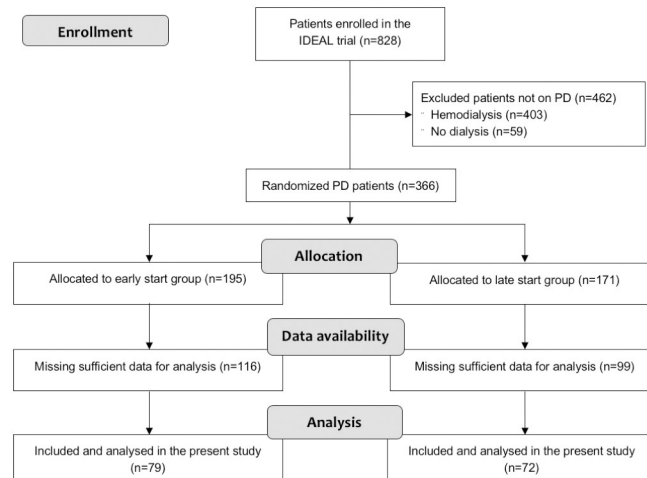 Enrollment
Patients enrolled in the
IDEAL trial (n=828)
Excluded patients not on PD (n=462)
¨ Hemodialysis (n=403)
¨ No dialysis (n=59)
Randomized PD patients (n=366)
Allocation
Allocated to early start group (n=195)
Allocated to late start group (n=171)
Data availability
Missing sufficient data for analysis (n=116)
Missing sufficient data for analysis (n=99)
Analysis
Included and analysed in the present study
(n=79)
Included and analysed in the present study
(n=72)